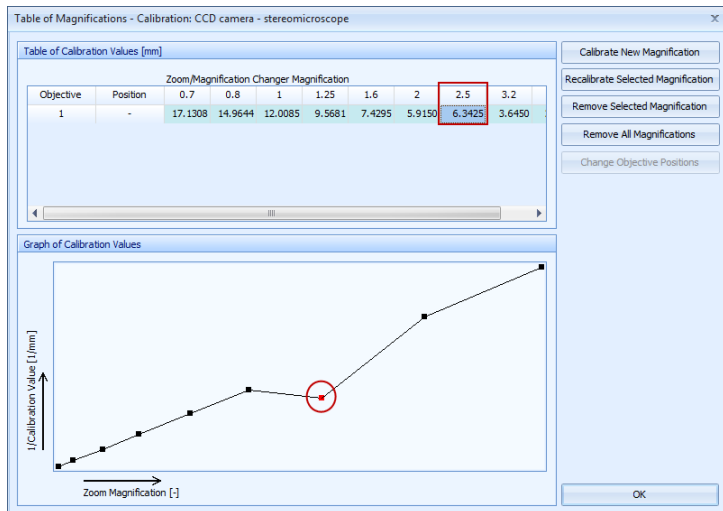 Table of Magnifications - Calibration: CCD camera - stereomicroscope
x
Table of Calibration Values [mm]
Zoom/Magnification Changer Magnification
Objective Position 0.7 0.8 1 1.25 1.6 2 2.5 3.2
1 - 17.1308 14.9644 12.0085 9.5681 7.4295 5.9150 6.3425 3.6450
Graph of Calibration Values
1/Calibration Value [1/mm]
Zoom Magnification [-]
Calibrate New Magnification
Recalibrate Selected Magnification
Remove Selected Magnification
Remove All Magnifications
Change Objective Positions
OK